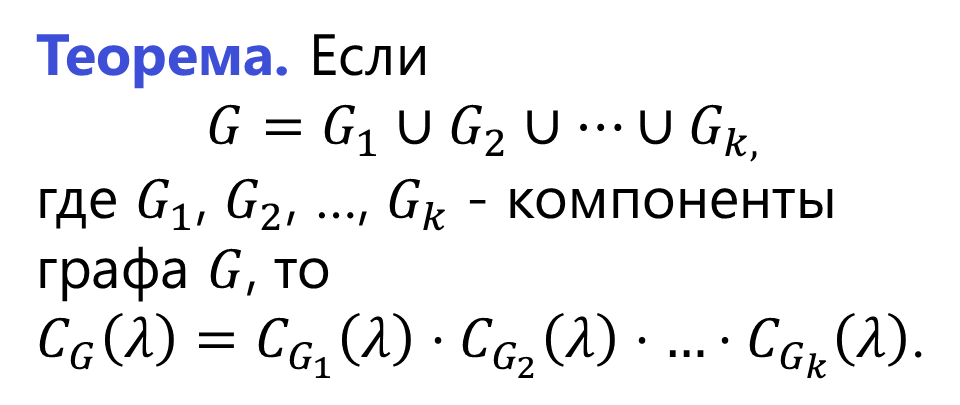 Теорема. Если
G = G₁ ∪ G₂ ∪ ⋯ ∪ Gₖ,
где G₁, G₂, …, Gₖ - компоненты
графа G, то
C_G(λ) = C_{G₁}(λ) · C_{G₂}(λ) · … · C_{Gₖ}(λ).